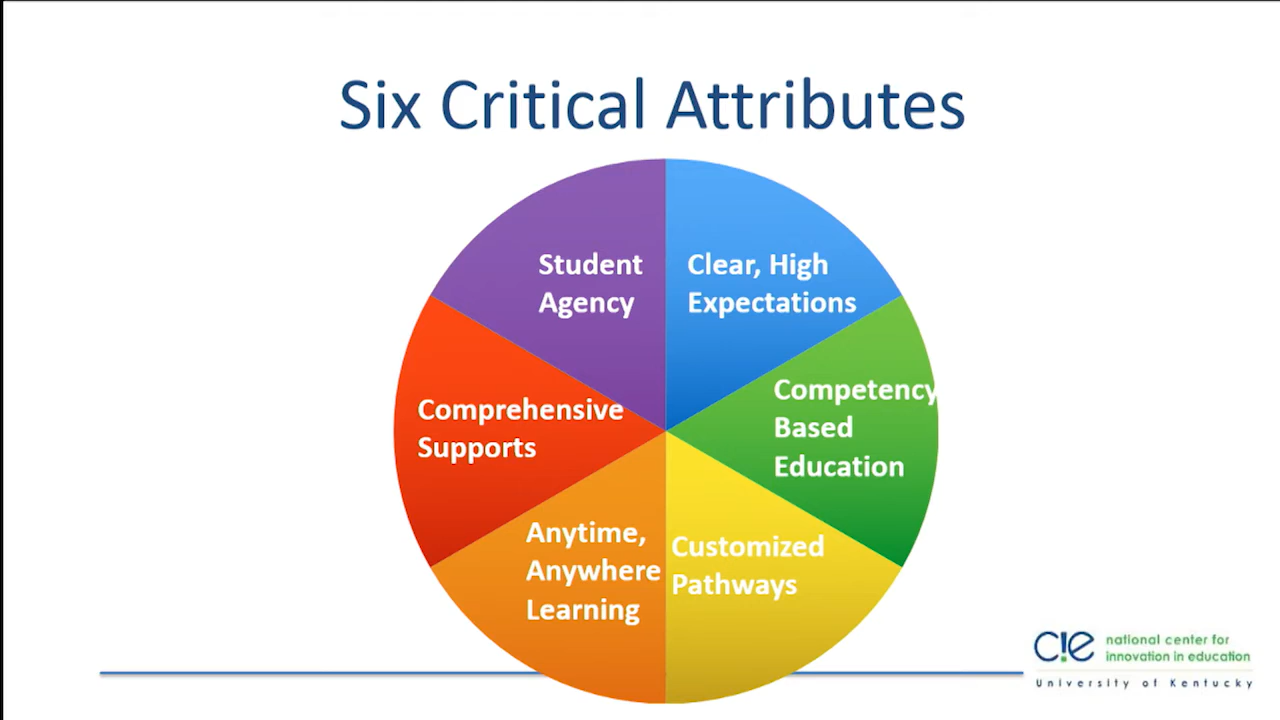 Six Critical Attributes
Student
Agency
Clear, High
Expectations
Competency
Based
Education
Customized
Pathways
Anytime,
Anywhere
Learning
Comprehensive
Supports
c!e
national center for
innovation in education
University of Kentucky